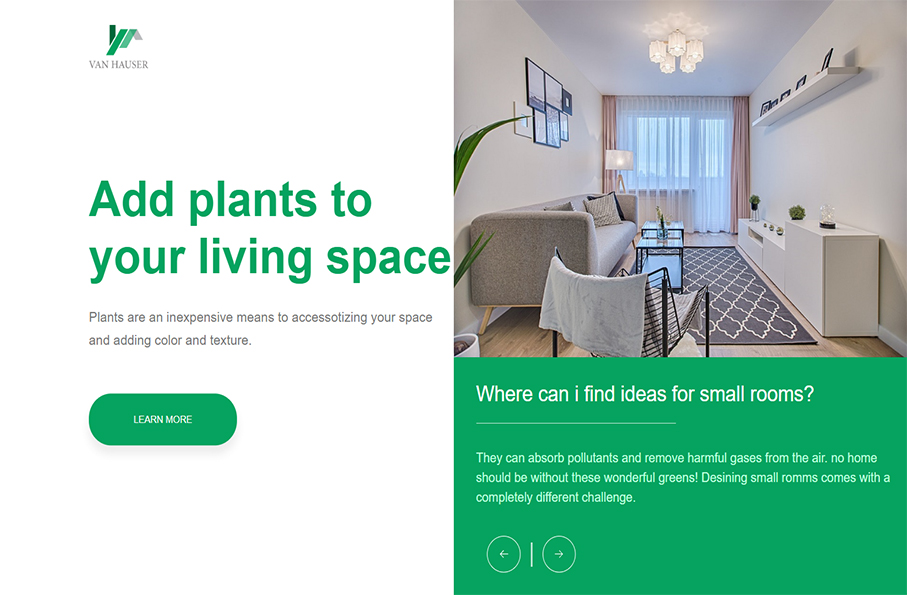 VAN HAUSER
Add plants to
your living space
Plants are an inexpensive means to accessotizing your space
and adding color and texture.
LEARN MORE
Where can i find ideas for small rooms?
They can absorb pollutants and remove harmful gases from the air. no home
should be without these wonderful greens! Desining small romms comes with a
completely different challenge.